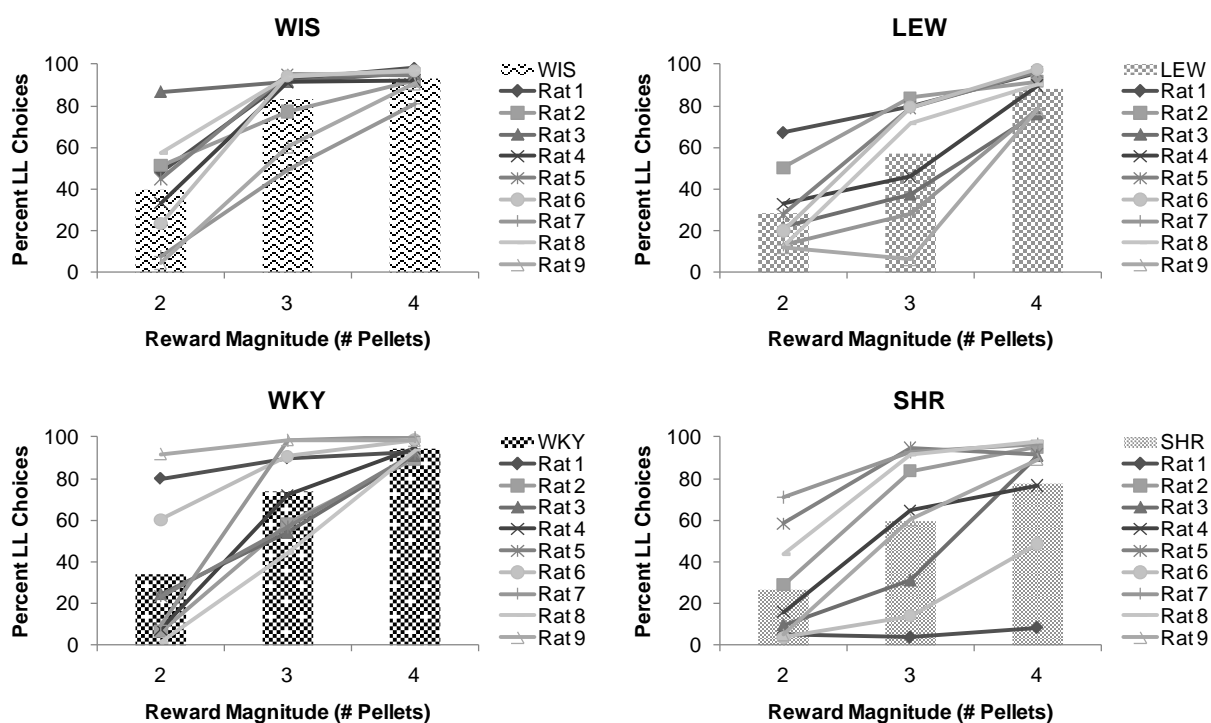 WIS
Percent LL Choices
100
80
60
40
20
0
2 3 4
Reward Magnitude (# Pellets)
WIS
Rat 1
Rat 2
Rat 3
Rat 4
Rat 5
Rat 6
Rat 7
Rat 8
Rat 9
LEW
Percent LL Choices
100
80
60
40
20
0
2 3 4
Reward Magnitude (# Pellets)
LEW
Rat 1
Rat 2
Rat 3
Rat 4
Rat 5
Rat 6
Rat 7
Rat 8
Rat 9
WKY
Percent LL Choices
100
80
60
40
20
0
2 3 4
Reward Magnitude (# Pellets)
WKY
Rat 1
Rat 2
Rat 3
Rat 4
Rat 5
Rat 6
Rat 7
Rat 8
Rat 9
SHR
Percent LL Choices
100
80
60
40
20
0
2 3 4
Reward Magnitude (# Pellets)
SHR
Rat 1
Rat 2
Rat 3
Rat 4
Rat 5
Rat 6
Rat 7
Rat 8
Rat 9